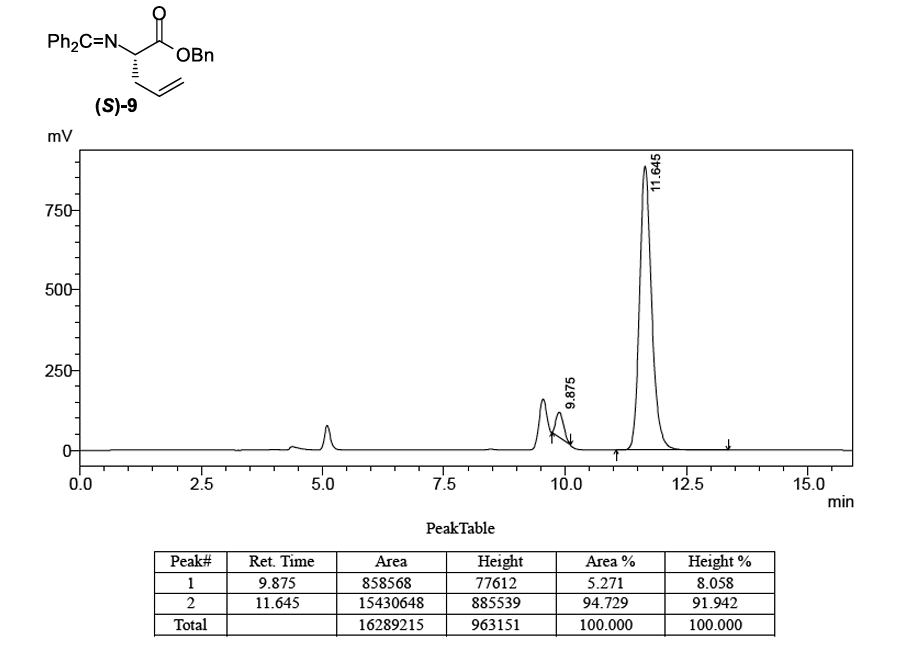 O
Ph2C=N
OBn
(S)-9
mV
750
500
250
0
9.875
11.645
0.0 2.5 5.0 7.5 10.0 12.5 15.0
min
PeakTable
Peak# Ret. Time Area Height Area % Height %
1 9.875 858568 77612 5.271 8.058
2 11.645 15430648 885539 94.729 91.942
Total 16289215 963151 100.000 100.000